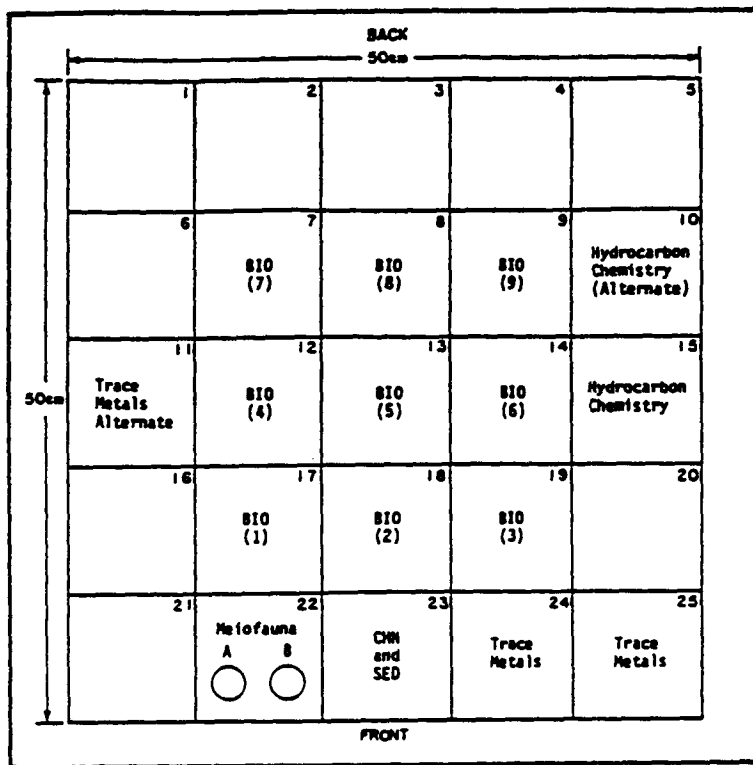 BACK
50cm
1 2 3 4 5
6 7 8 9 10
BIO
(7)
BIO
(8)
BIO
(9)
Hydrocarbon
Chemistry
(Alternate)
11 12 13 14 15
50cm
Trace
Metals
Alternate
BIO
(4)
BIO
(5)
BIO
(6)
Hydrocarbon
Chemistry
16 17 18 19 20
BIO
(1)
BIO
(2)
BIO
(3)
21 22 23 24 25
Meiofauna
A B
CHN
and
SED
Trace
Metals
Trace
Metals
FRONT